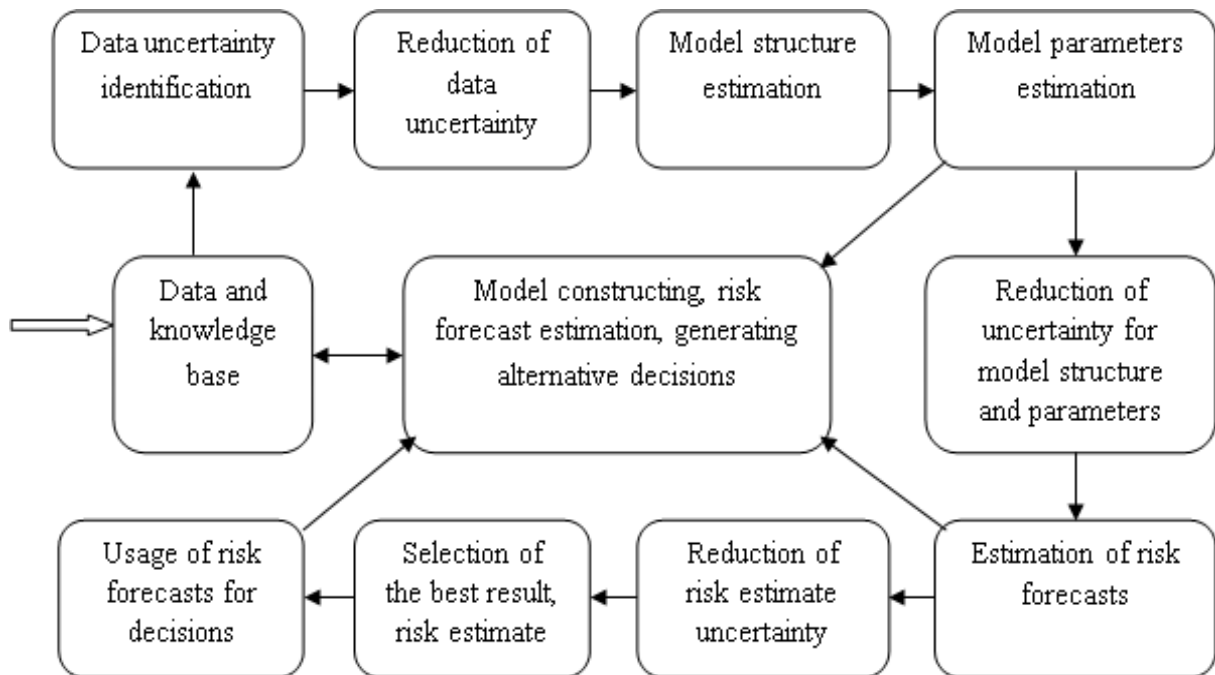 Data uncertainty
identification
Reduction of
data
uncertainty
Model structure
estimation
Model parameters
estimation
Data and
knowledge
base
Model constructing, risk
forecast estimation, generating
alternative decisions
Reduction of
uncertainty for
model structure
and parameters
Usage of risk
forecasts for
decisions
Selection of
the best result,
risk estimate
Reduction of
risk estimate
uncertainty
Estimation of risk
forecasts